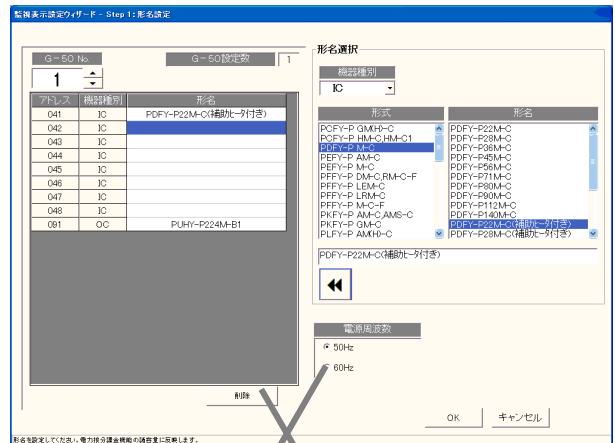 監視表示設定ウィザード - Step 1：形名設定
G－50 No.
G－50設定数
1
1
アドレス 機器種別 形名
041 IC PDFY-P22M-C(補助ヒータ付き)
042 IC
043 IC
044 IC
045 IC
046 IC
047 IC
048 IC
091 OC PUHY-P224M-B1
削除
形名選択
機器種別
IC
形式
PCFY-P GM(H)-C
PCFY-P HM-C,HM-C1
PDFY-P M-C
PEFY-P AM-C
PEFY-P M-C
PFFY-P DM-C,RM-C-F
PFFY-P LEM-C
PFFY-P LRM-C
PFFY-P M-C-F
PKFY-P AM-C,AMS-C
PKFY-P GM-C
PLFY-P AM(H)-C
形名
PDFY-P22M-C
PDFY-P28M-C
PDFY-P36M-C
PDFY-P45M-C
PDFY-P56M-C
PDFY-P71M-C
PDFY-P80M-C
PDFY-P90M-C
PDFY-P112M-C
PDFY-P140M-C
PDFY-P22M-C(補助ヒータ付き)
PDFY-P28M-C(補助ヒータ付き)
PDFY-P22M-C(補助ヒータ付き)
電源周波数
50Hz
60Hz
OK
キャンセル
形名を設定してください。電力按分課金機能の諸容量に反映します。